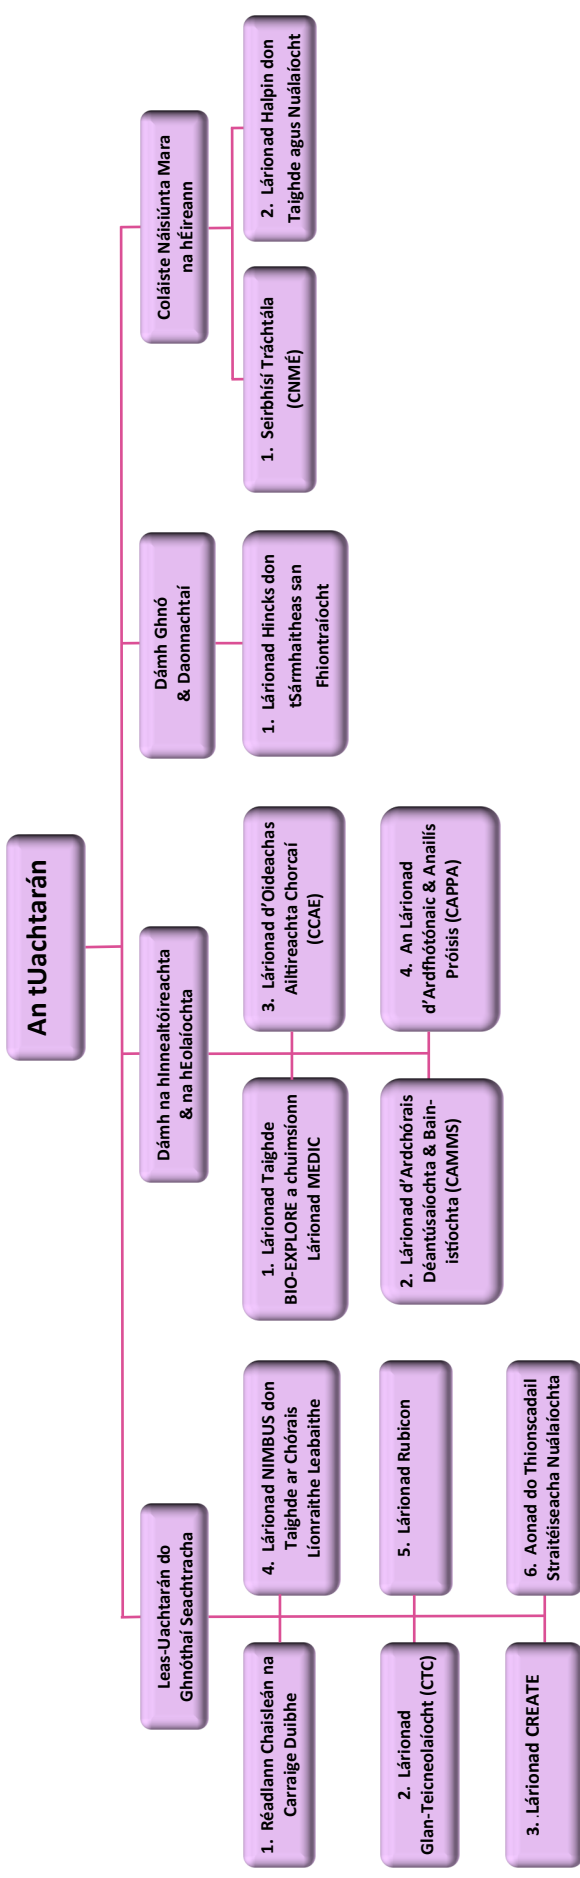 An tUachtarán
Leas-Uachtarán do
Ghnóthaí Seachtracha
1. Réadlann Chaisleán na
Carraige Duibhe
2. Lárionad
Glan-Teicneolaíocht (CTC)
3. Lárionad CREATE
4. Lárionad NIMBUS don
Taighde ar Chórais
Líonraithe Leabaithe
5. Lárionad Rubicon
6. Aonad do Thionscadail
Straitéiseacha Nuálaíochta
Dámh na hInnealtóireachta
& na hEolaíochta
1. Lárionad Taighde
BIO-EXPLORE a chuimsíonn
Lárionad MEDIC
2. Lárionad d'Ardchórais
Déantúsaíochta & Bain-
istíochta (CAMMS)
3. Lárionad d'Oideachas
Ailtireachta Chorcaí
(CCAE)
4. An Lárionad
d'Ardfhótónaic & Anailís
Próisis (CAPPA)
Dámh Ghnó
& Daonnachtaí
1. Lárionad Hincks don
tSármhaitheas san
Fhiontraíocht
Coláiste Náisiúnta Mara
na hÉireann
1. Seirbhísí Tráchtála
(CNMÉ)
2. Lárionad Halpin don
Taighde agus Nuálaíocht